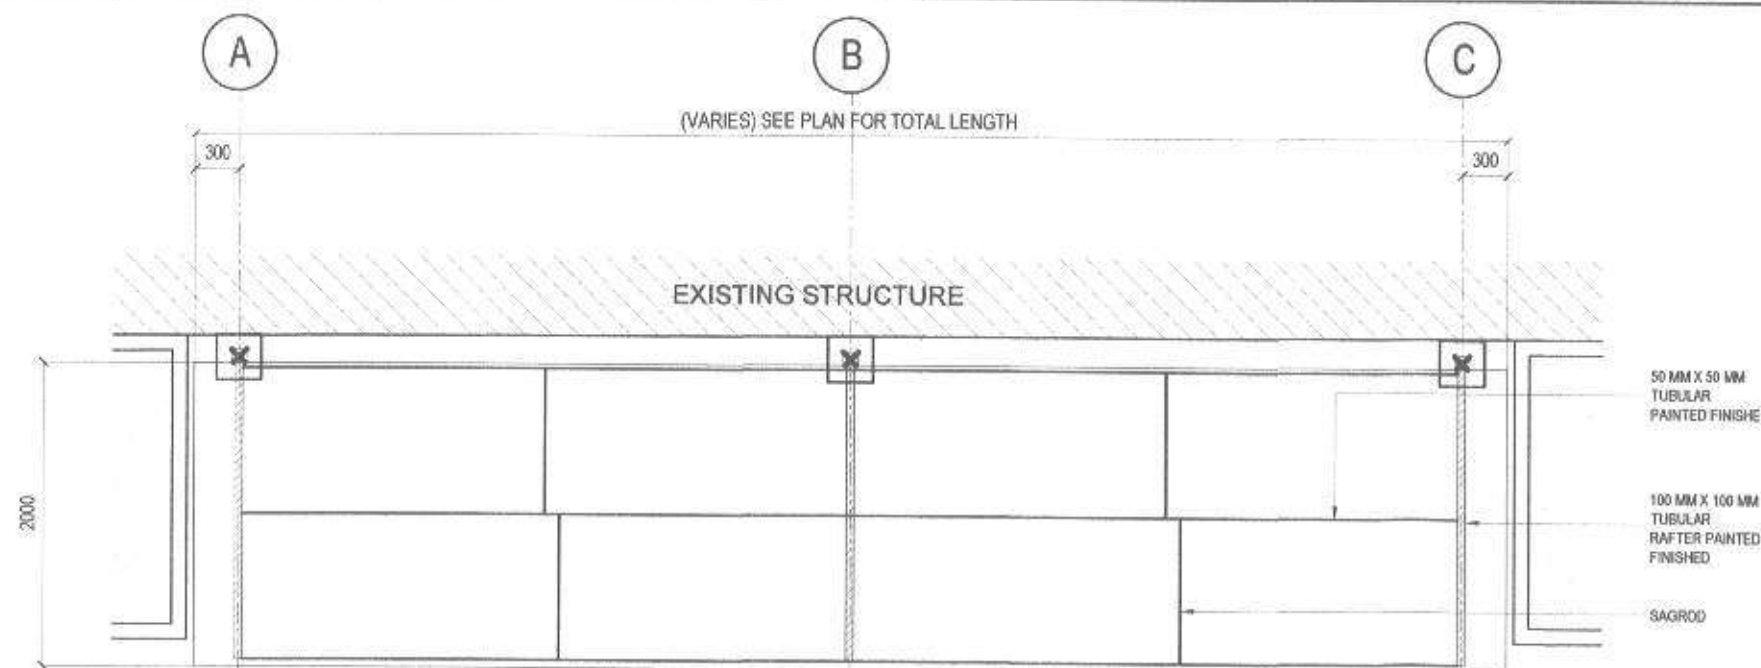 A
B
C
(VARIES) SEE PLAN FOR TOTAL LENGTH
300
300
EXISTING STRUCTURE
50 MM X 50 MM
TUBULAR
PAINTED FINISHE
2000
100 MM X 100 MM
TUBULAR
RAFTER PAINTED
FINISHED
SAGROD